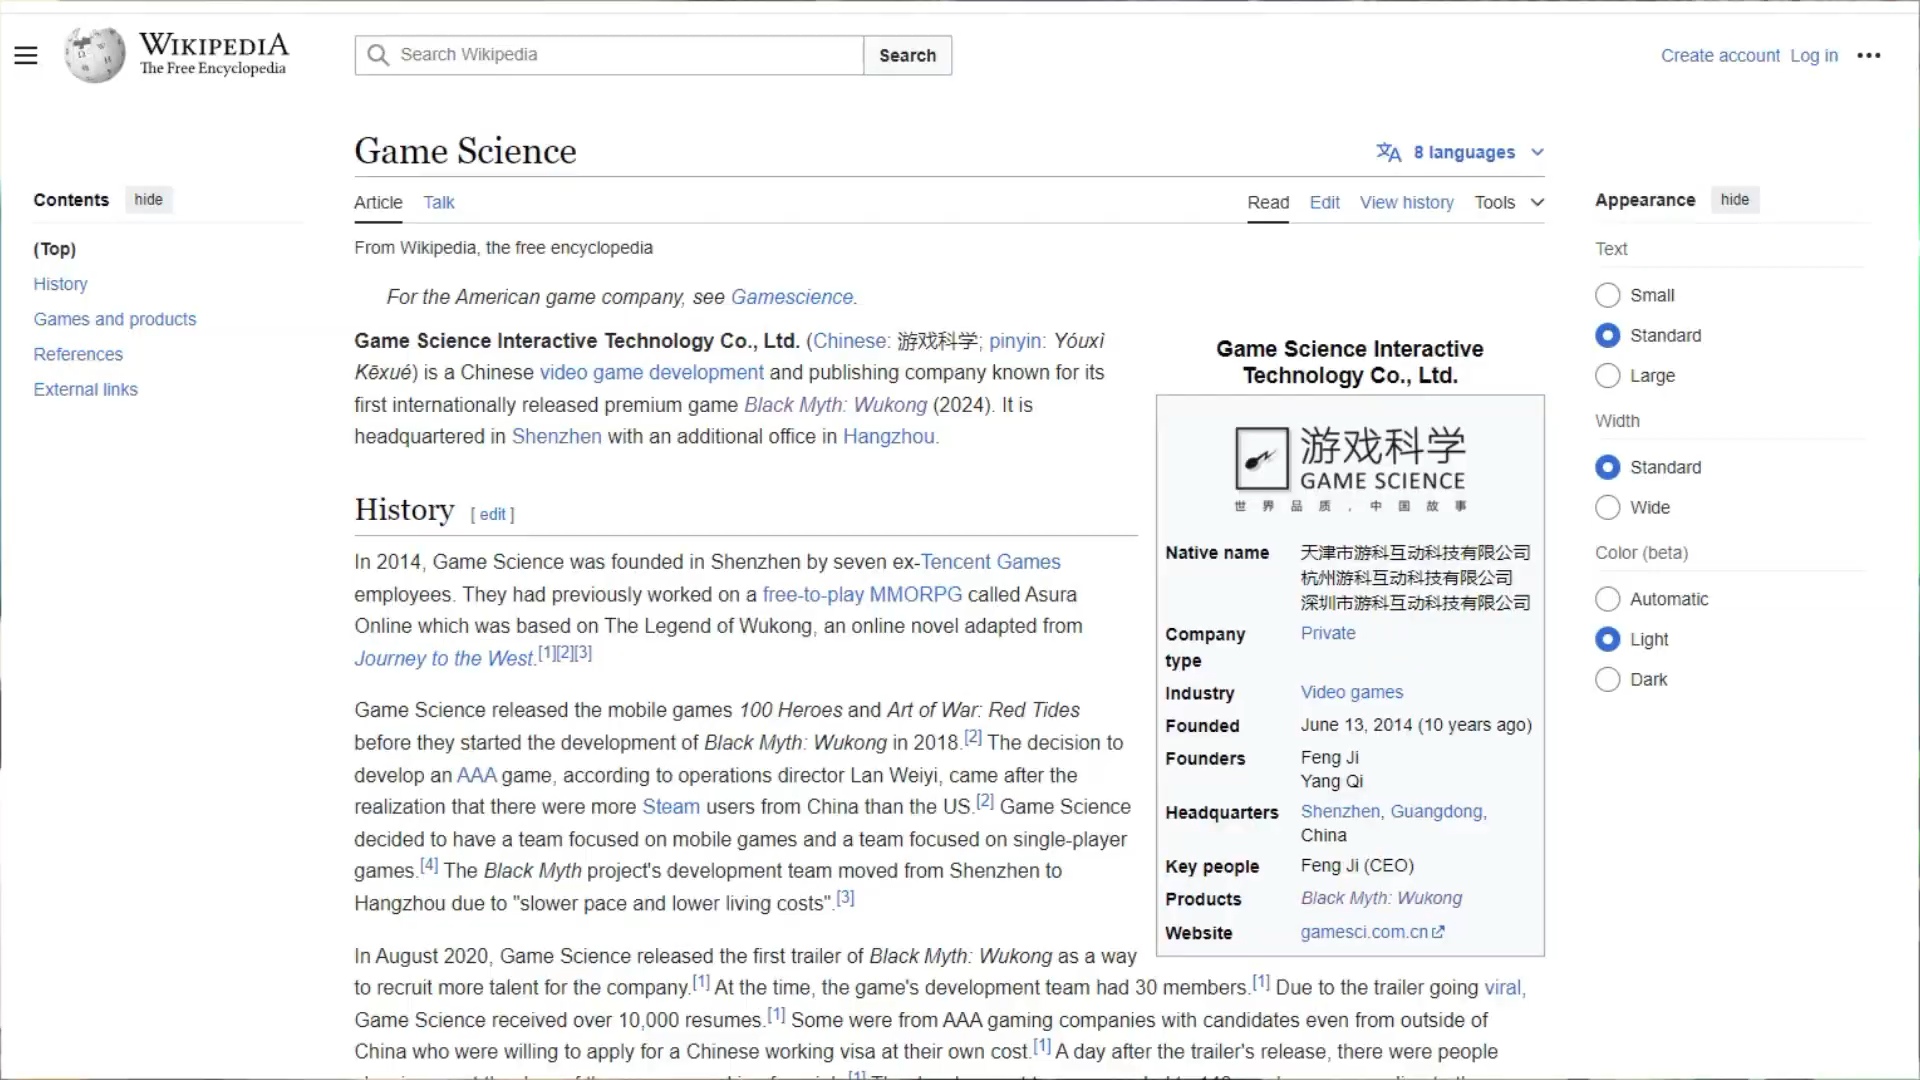 WIKIPEDIA
The Free Encyclopedia
Search Wikipedia
Search
Create account Log in
Game Science
8 languages
Contents hide
(Top)
History
Games and products
References
External links
Article Talk
Read Edit View history Tools
From Wikipedia, the free encyclopedia
For the American game company, see Gamescience.
Game Science Interactive Technology Co., Ltd. (Chinese: 游戏科学; pinyin: Yóuxì
Kēxué) is a Chinese video game development and publishing company known for its
first internationally released premium game Black Myth: Wukong (2024). It is
headquartered in Shenzhen with an additional office in Hangzhou.
History [ edit ]
In 2014, Game Science was founded in Shenzhen by seven ex-Tencent Games
employees. They had previously worked on a free-to-play MMORPG called Asura
Online which was based on The Legend of Wukong, an online novel adapted from
Journey to the West.[1][2][3]
Game Science released the mobile games 100 Heroes and Art of War: Red Tides
before they started the development of Black Myth: Wukong in 2018.[2] The decision to
develop an AAA game, according to operations director Lan Weiyi, came after the
realization that there were more Steam users from China than the US.[2] Game Science
decided to have a team focused on mobile games and a team focused on single-player
games.[4] The Black Myth project's development team moved from Shenzhen to
Hangzhou due to "slower pace and lower living costs".[3]
In August 2020, Game Science released the first trailer of Black Myth: Wukong as a way
to recruit more talent for the company.[1] At the time, the game's development team had 30 members.[1] Due to the trailer going viral,
Game Science received over 10,000 resumes.[1] Some were from AAA gaming companies with candidates even from outside of
China who were willing to apply for a Chinese working visa at their own cost.[1] A day after the trailer's release, there were people
Game Science Interactive
Technology Co., Ltd.
游戏科学
GAME SCIENCE
世界品质，中国故事
Native name 天津市游科互动科技有限公司
杭州游科互动科技有限公司
深圳市游科互动科技有限公司
Company type Private
Industry Video games
Founded June 13, 2014 (10 years ago)
Founders Feng Ji
Yang Qi
Headquarters Shenzhen, Guangdong,
China
Key people Feng Ji (CEO)
Products Black Myth: Wukong
Website gamesci.com.cn
Appearance hide
Text
Small
Standard
Large
Width
Standard
Wide
Color (beta)
Automatic
Light
Dark